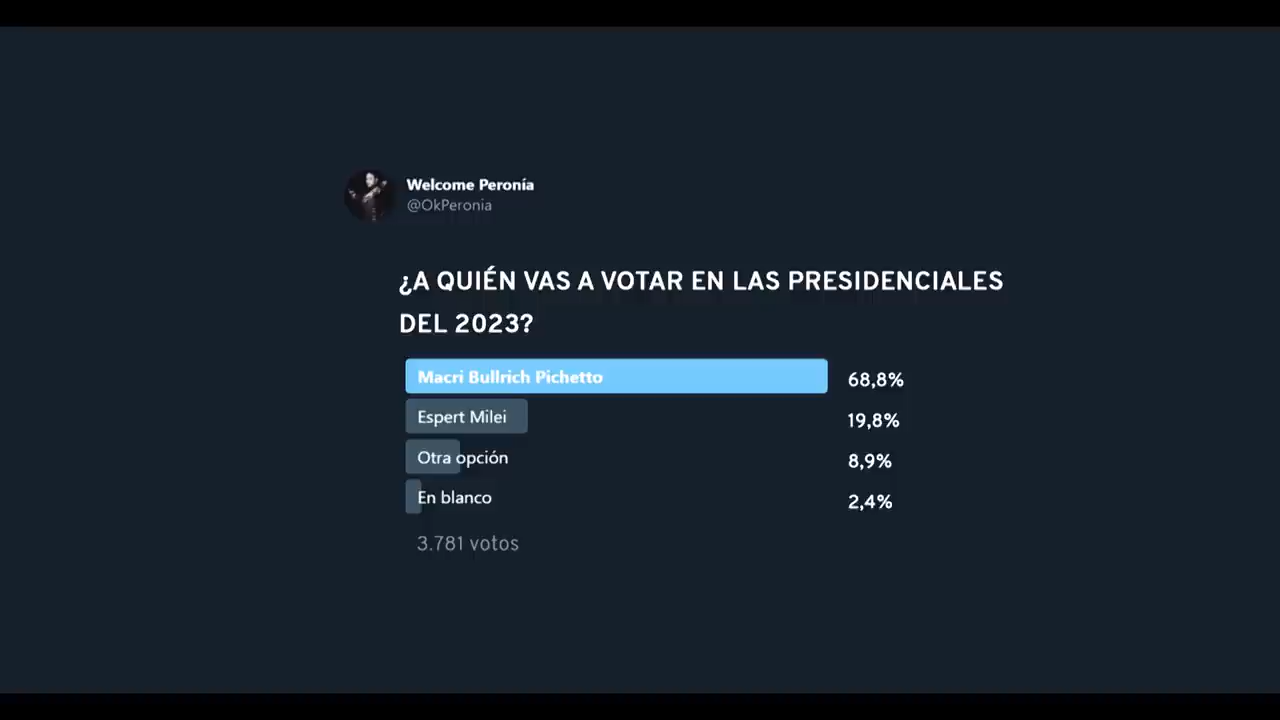 Welcome Peronía
@OkPeronia
¿A QUIÉN VAS A VOTAR EN LAS PRESIDENCIALES
DEL 2023?
Macri Bullrich Pichetto 68,8%
Espert Milei 19,8%
Otra opción 8,9%
En blanco 2,4%
3.781 votos